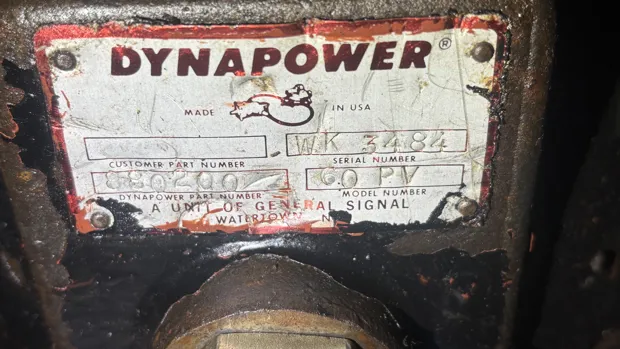 DYNAPOWER®
MADE IN USA
WK 3484
CUSTOMER PART NUMBER SERIAL NUMBER
60 PV
DYNAPOWER PART NUMBER MODEL NUMBER
A UNIT OF GENERAL SIGNAL
WATERTOWN